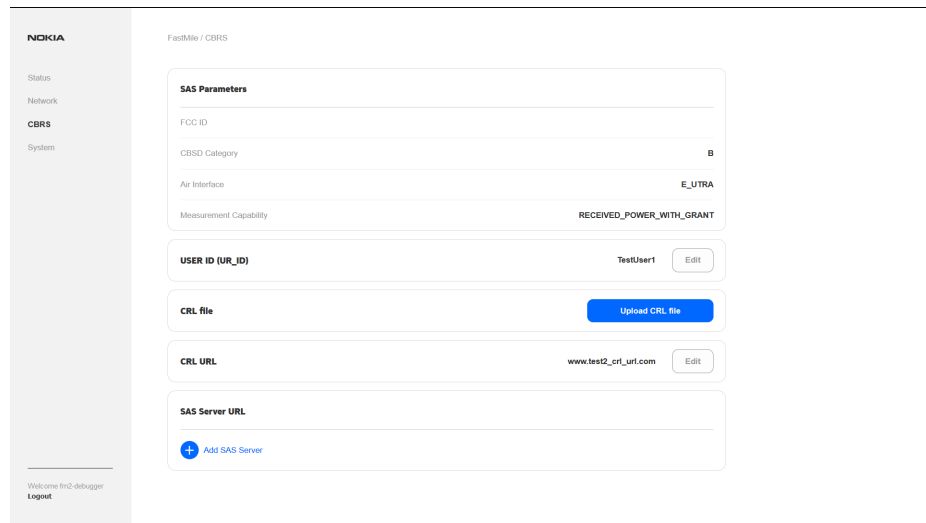 NOKIA
FastMile / CBRS
Status
Network
CBRS
System
SAS Parameters
FCC ID
CBSD Category B
Air Interface E_UTRA
Measurement Capability RECEIVED_POWER_WITH_GRANT
USER ID (UR_ID) TestUser1 Edit
CRL file Upload CRL file
CRL URL www.test2_crl_url.com Edit
SAS Server URL
Add SAS Server
Welcome fm2-debugger
Logout